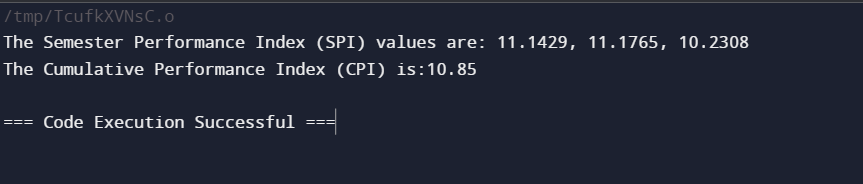 /tmp/TcufkXVNsC.o
The Semester Performance Index (SPI) values are: 11.1429, 11.1765, 10.2308
The Cumulative Performance Index (CPI) is:10.85
=== Code Execution Successful ===